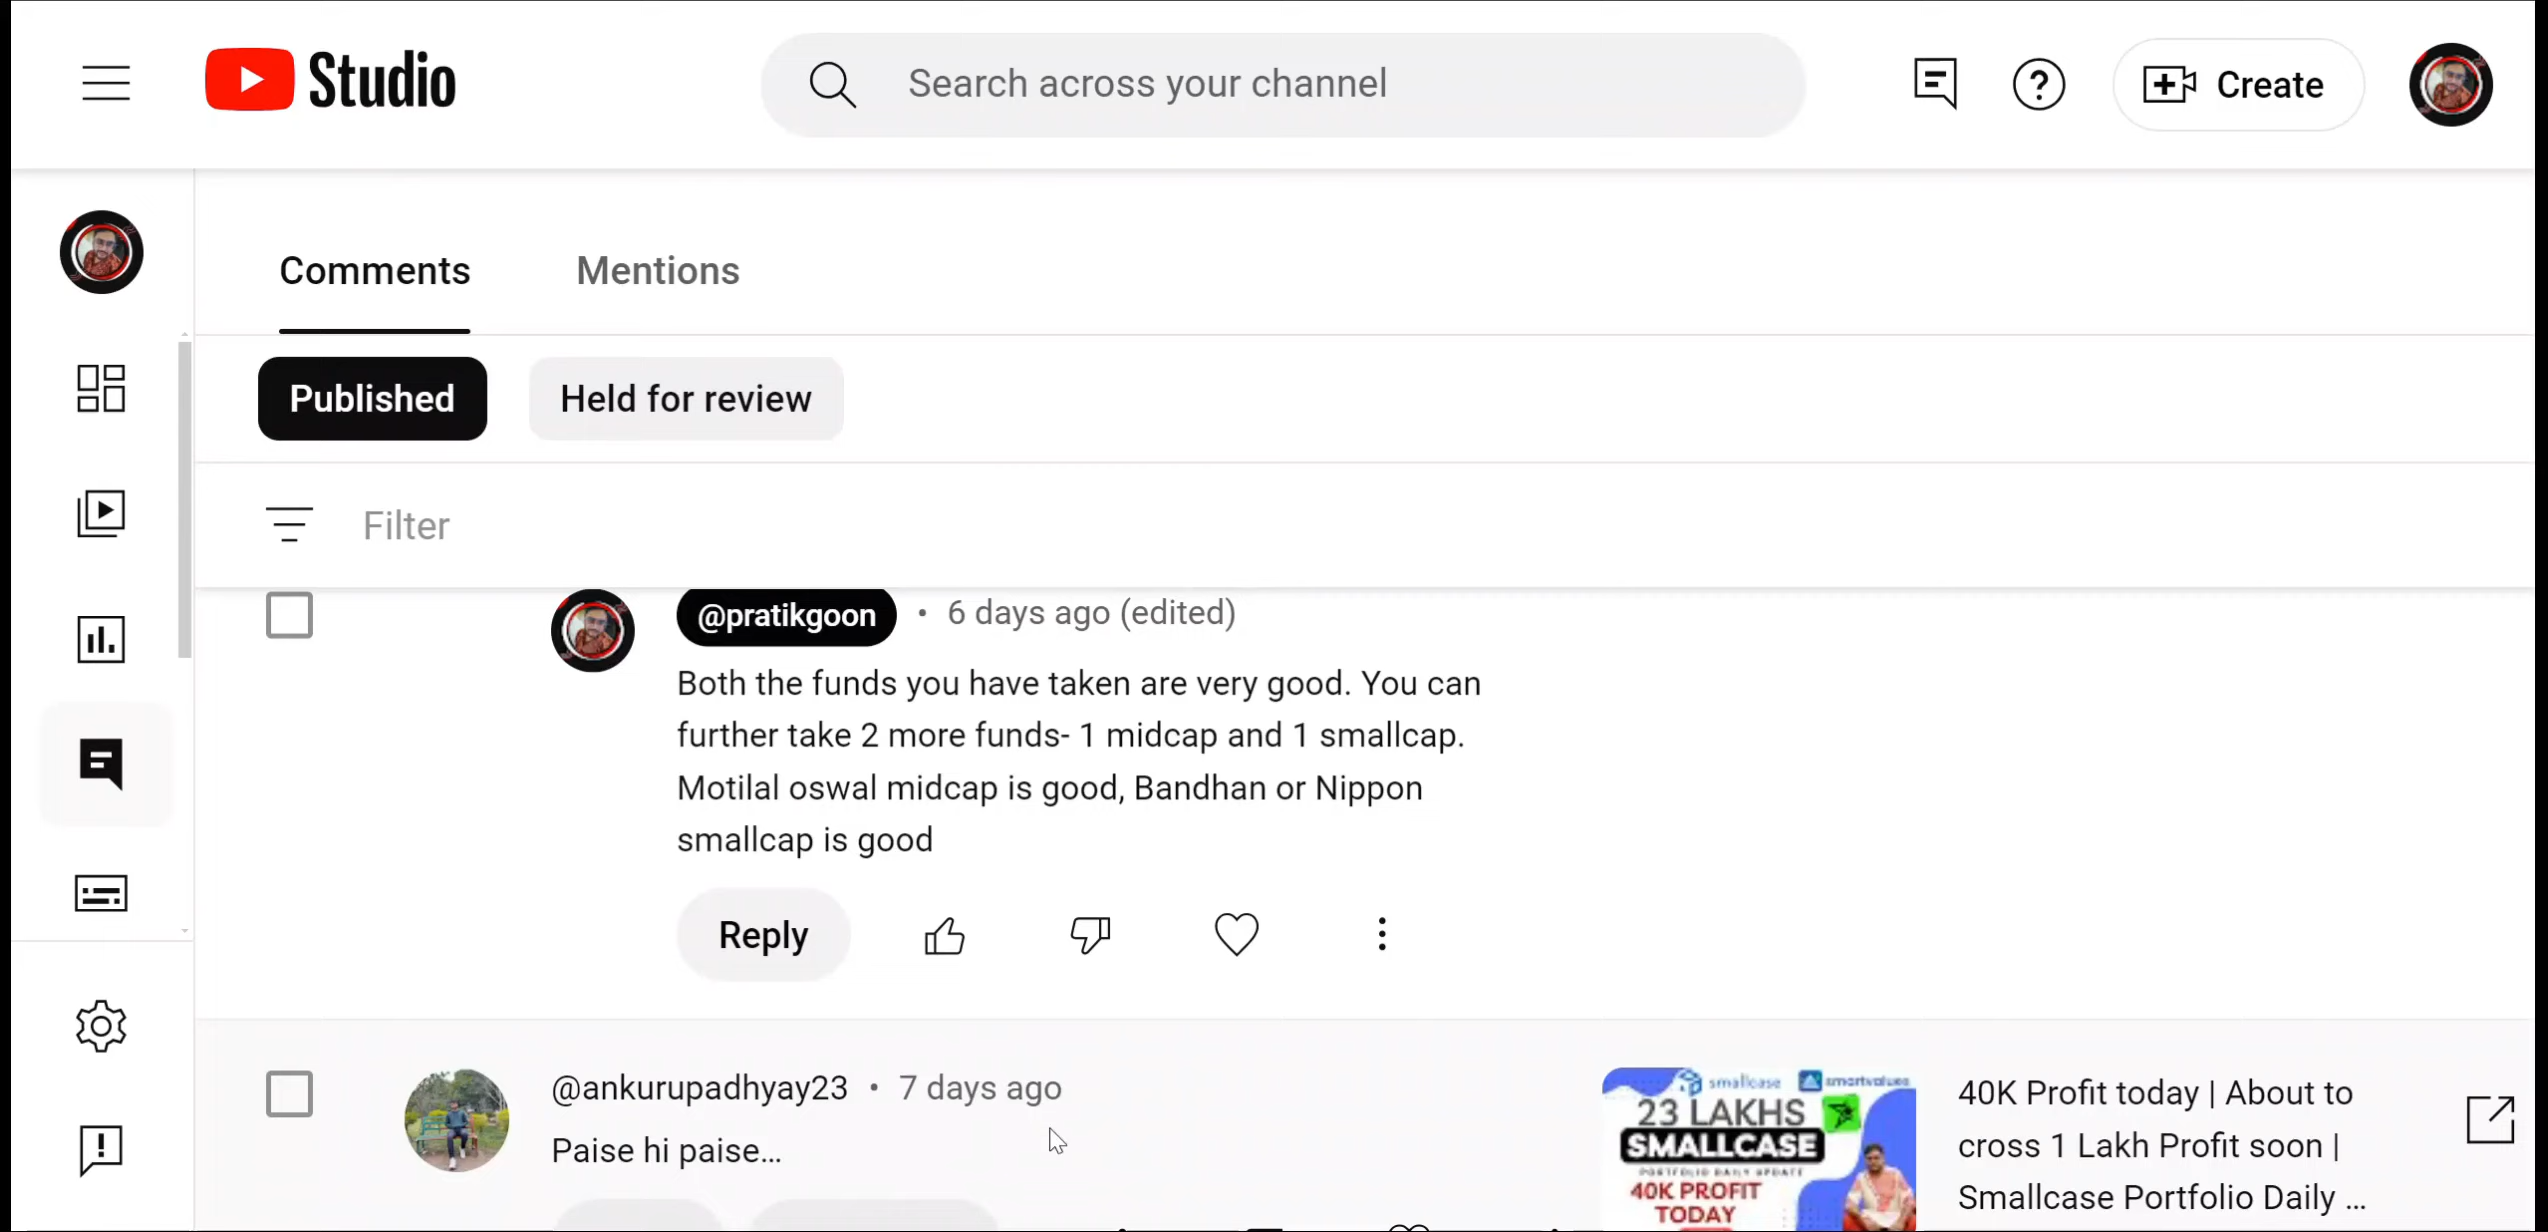 Studio
Search across your channel
Create
Comments
Mentions
Published
Held for review
Filter
@pratikgoon • 6 days ago (edited)
Both the funds you have taken are very good. You can
further take 2 more funds- 1 midcap and 1 smallcap.
Motilal oswal midcap is good, Bandhan or Nippon
smallcap is good
Reply
@ankurupadhyay23 • 7 days ago
Paise hi paise...
smallcase smartvalues
23 LAKHS
SMALLCASE
PORTFOLIO DAILY UPDATE
40K PROFIT
TODAY
40K Profit today | About to
cross 1 Lakh Profit soon |
Smallcase Portfolio Daily ...